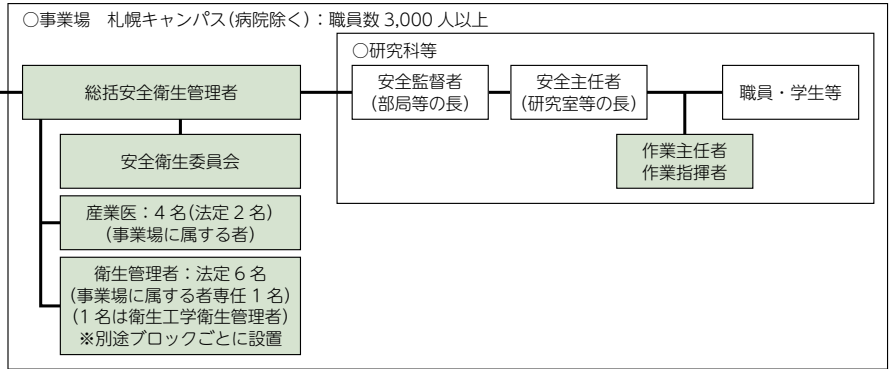 ○事業場 札幌キャンパス(病院除く):職員数 3,000 人以上
○研究科等
総括安全衛生管理者
安全監督者
(部局等の長)
安全主任者
(研究室等の長)
職員・学生等
作業主任者
作業指揮者
安全衛生委員会
産業医:4 名(法定 2 名)
(事業場に属する者)
衛生管理者:法定 6 名
(事業場に属する者専任 1 名)
(1 名は衛生工学衛生管理者)
※別途ブロックごとに設置